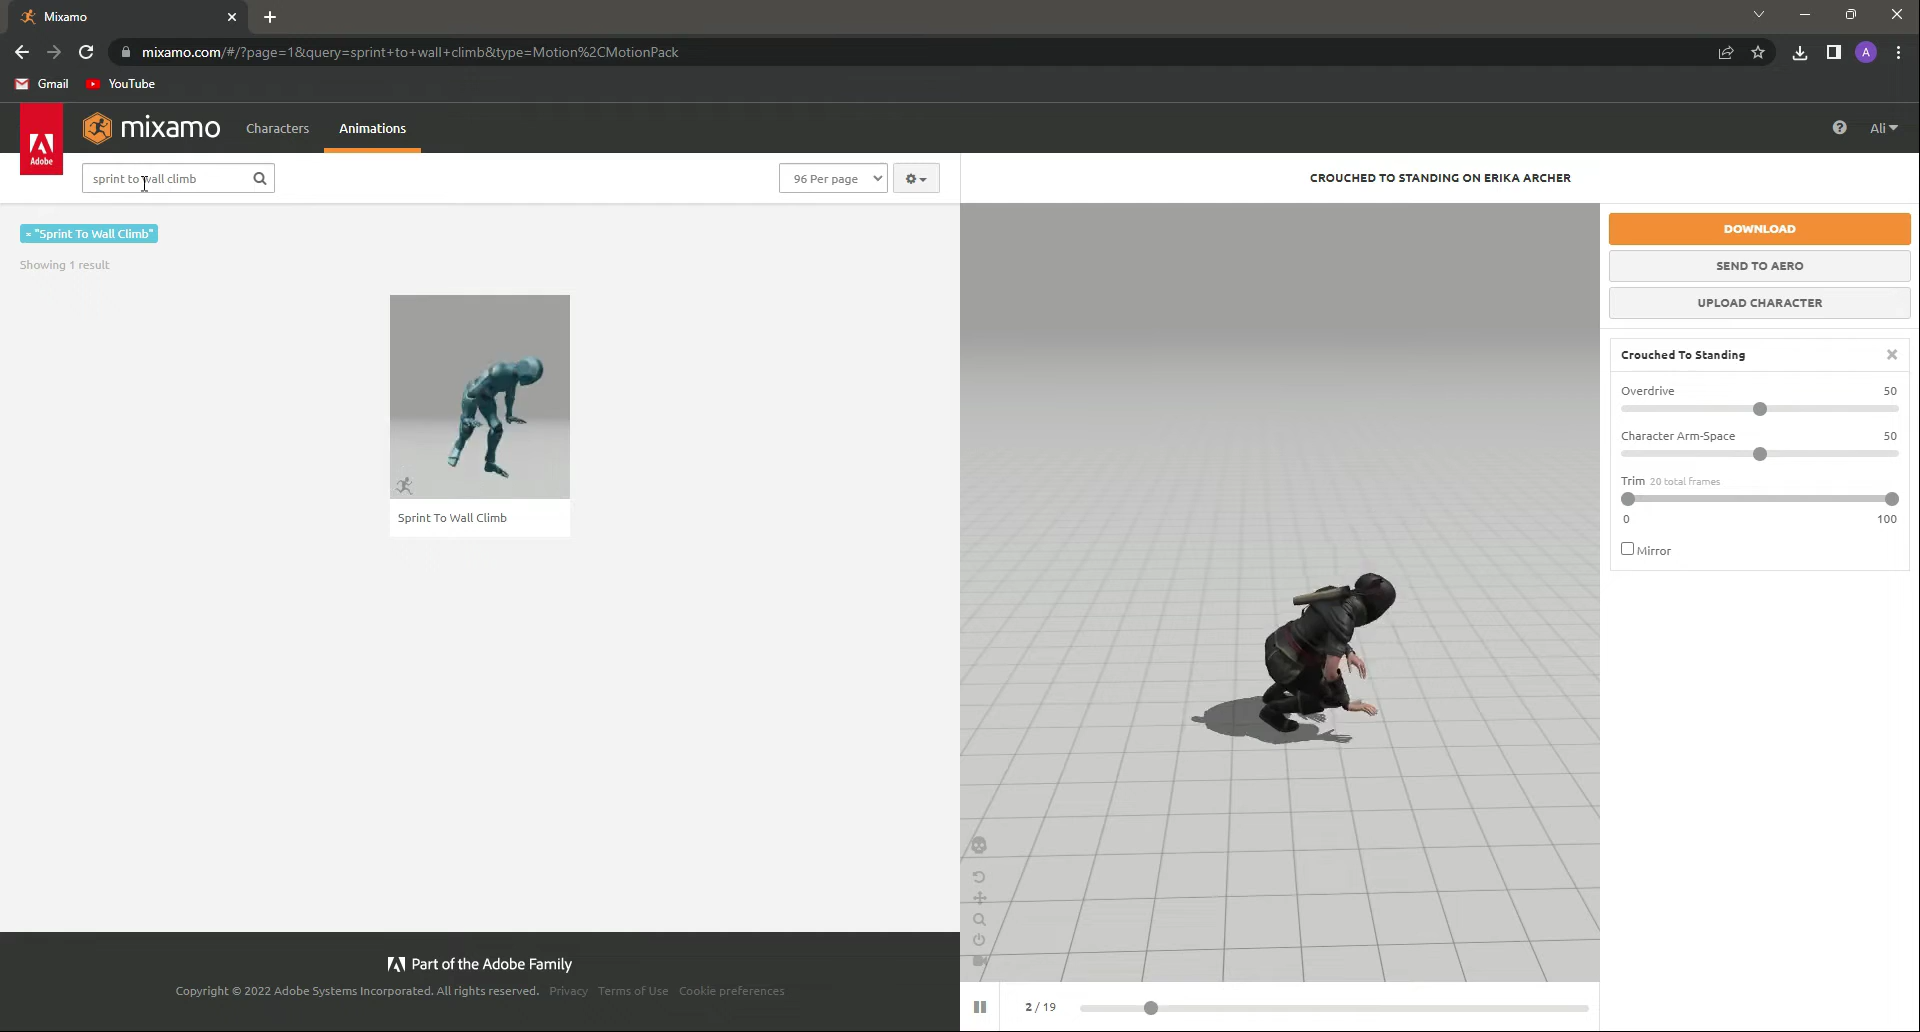 Mixamo
mixamo.com/#/?page=1&query=sprint+to+wall+climb&type=Motion%2CMotionPack
A
Gmail
YouTube
Adobe
mixamo
Characters
Animations
Ali
sprint to wall climb
96 Per page
CROUCHED TO STANDING ON ERIKA ARCHER
× "Sprint To Wall Climb"
Showing 1 result
Sprint To Wall Climb
DOWNLOAD
SEND TO AERO
UPLOAD CHARACTER
Crouched To Standing
Overdrive 50
Character Arm-Space 50
Trim 20 total frames
0 100
Mirror
2 / 19
Part of the Adobe Family
Copyright © 2022 Adobe Systems Incorporated. All rights reserved. Privacy Terms of Use Cookie preferences